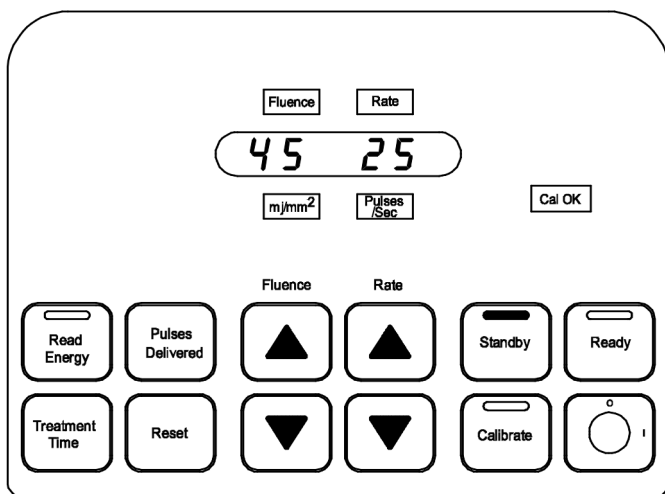 Fluence Rate
45 25
mj/mm² Pulses
/Sec
Cal OK
Fluence Rate
Read
Energy
Pulses
Delivered
Standby
Ready
Treatment
Time
Reset
Calibrate
O
I